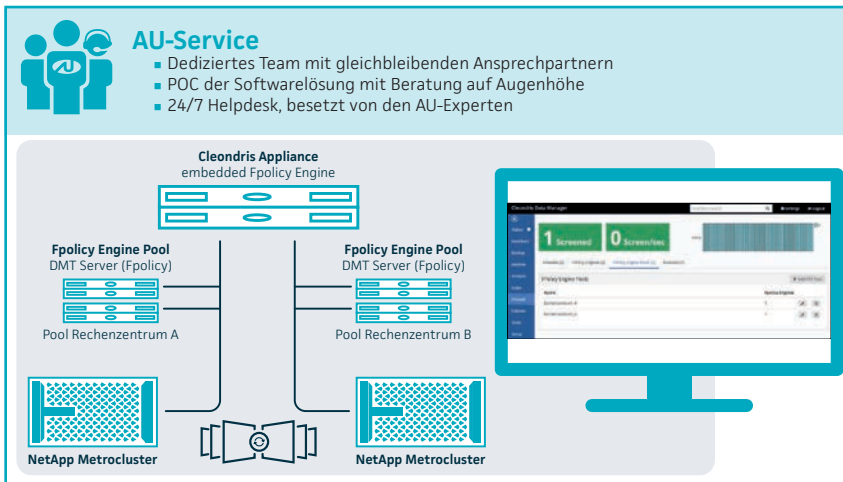 AU-Service
▪ Dediziertes Team mit gleichbleibenden Ansprechpartnern
▪ POC der Softwarelösung mit Beratung auf Augenhöhe
▪ 24/7 Helpdesk, besetzt von den AU-Experten
Cleondris Appliance
embedded Fpolicy Engine
Fpolicy Engine Pool
DMT Server (Fpolicy)
Pool Rechenzentrum A
Fpolicy Engine Pool
DMT Server (Fpolicy)
Pool Rechenzentrum B
NetApp Metrocluster
NetApp Metrocluster
Cleondris Data Manager
1 Screened
0 Screen/sec
Name